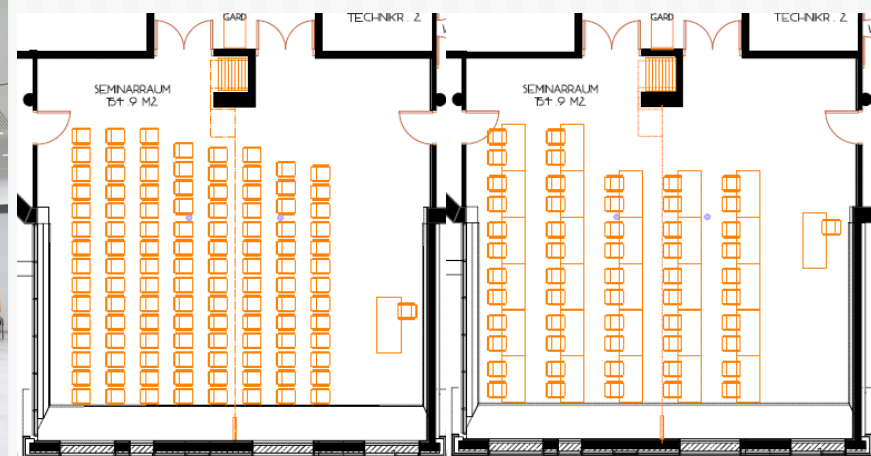 GARD
TECHNIKR. 2
SEMINARRAUM
154.9 M2
GARD
TECHNIKR. 2
SEMINARRAUM
154.9 M2